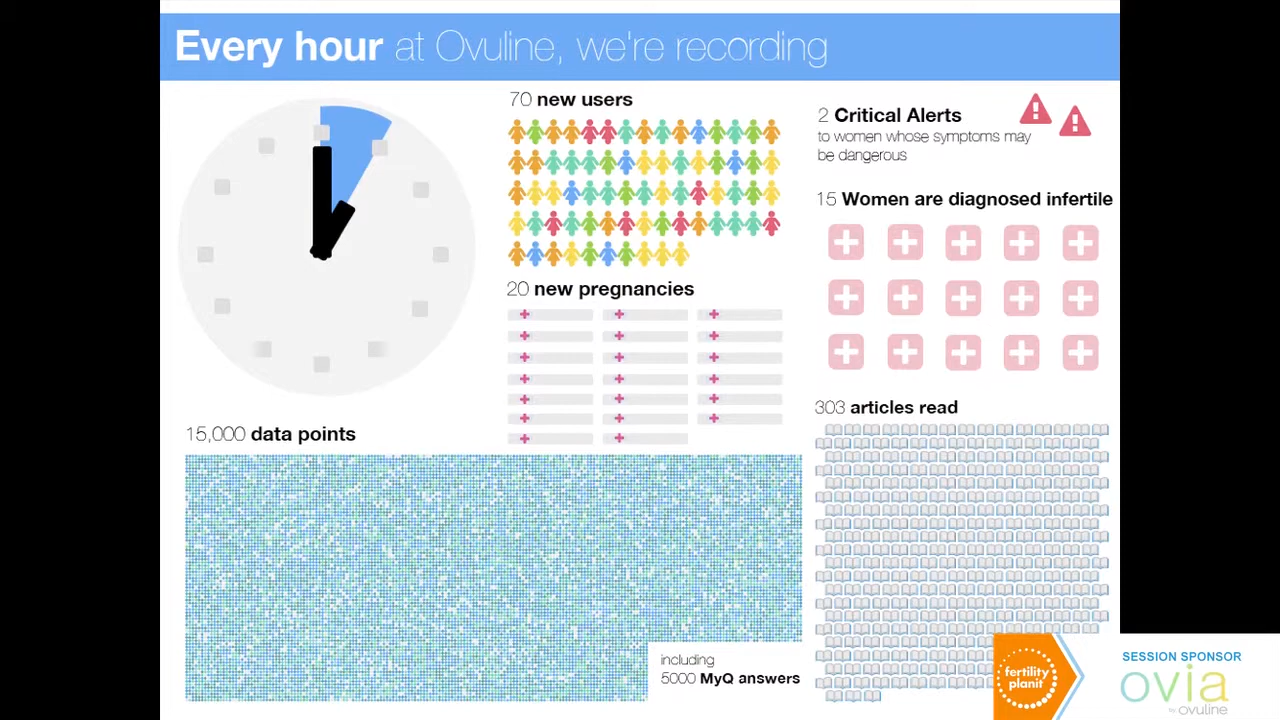 Every hour at Ovuline, we're recording
70 new users
2 Critical Alerts
to women whose symptoms may
be dangerous
15 Women are diagnosed infertile
20 new pregnancies
303 articles read
15,000 data points
including
5000 MyQ answers
fertility
planit
SESSION SPONSOR
ovia
by ovuline